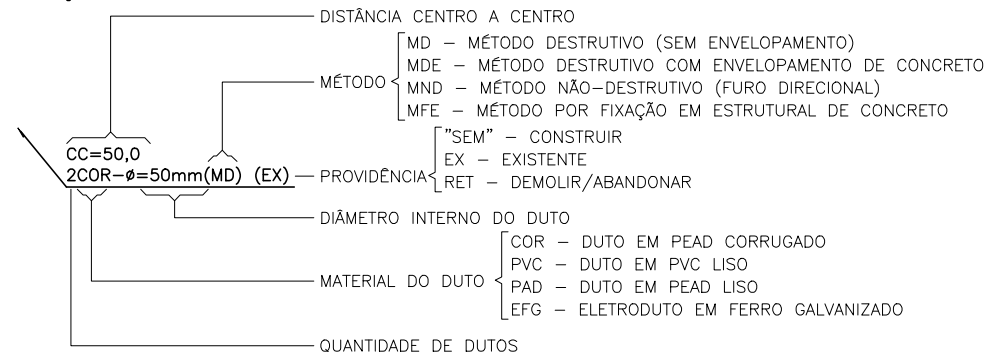 DISTÂNCIA CENTRO A CENTRO
MÉTODO
MD – MÉTODO DESTRUTIVO (SEM ENVELOPAMENTO)
MDE – MÉTODO DESTRUTIVO COM ENVELOPAMENTO DE CONCRETO
MND – MÉTODO NÃO-DESTRUTIVO (FURO DIRECIONAL)
MFE – MÉTODO POR FIXAÇÃO EM ESTRUTURAL DE CONCRETO
CC=50,0
2COR-ø=50mm(MD) (EX)
PROVIDÊNCIA
"SEM" – CONSTRUIR
EX – EXISTENTE
RET – DEMOLIR/ABANDONAR
DIÂMETRO INTERNO DO DUTO
MATERIAL DO DUTO
COR – DUTO EM PEAD CORRUGADO
PVC – DUTO EM PVC LISO
PAD – DUTO EM PEAD LISO
EFG – ELETRODUTO EM FERRO GALVANIZADO
QUANTIDADE DE DUTOS